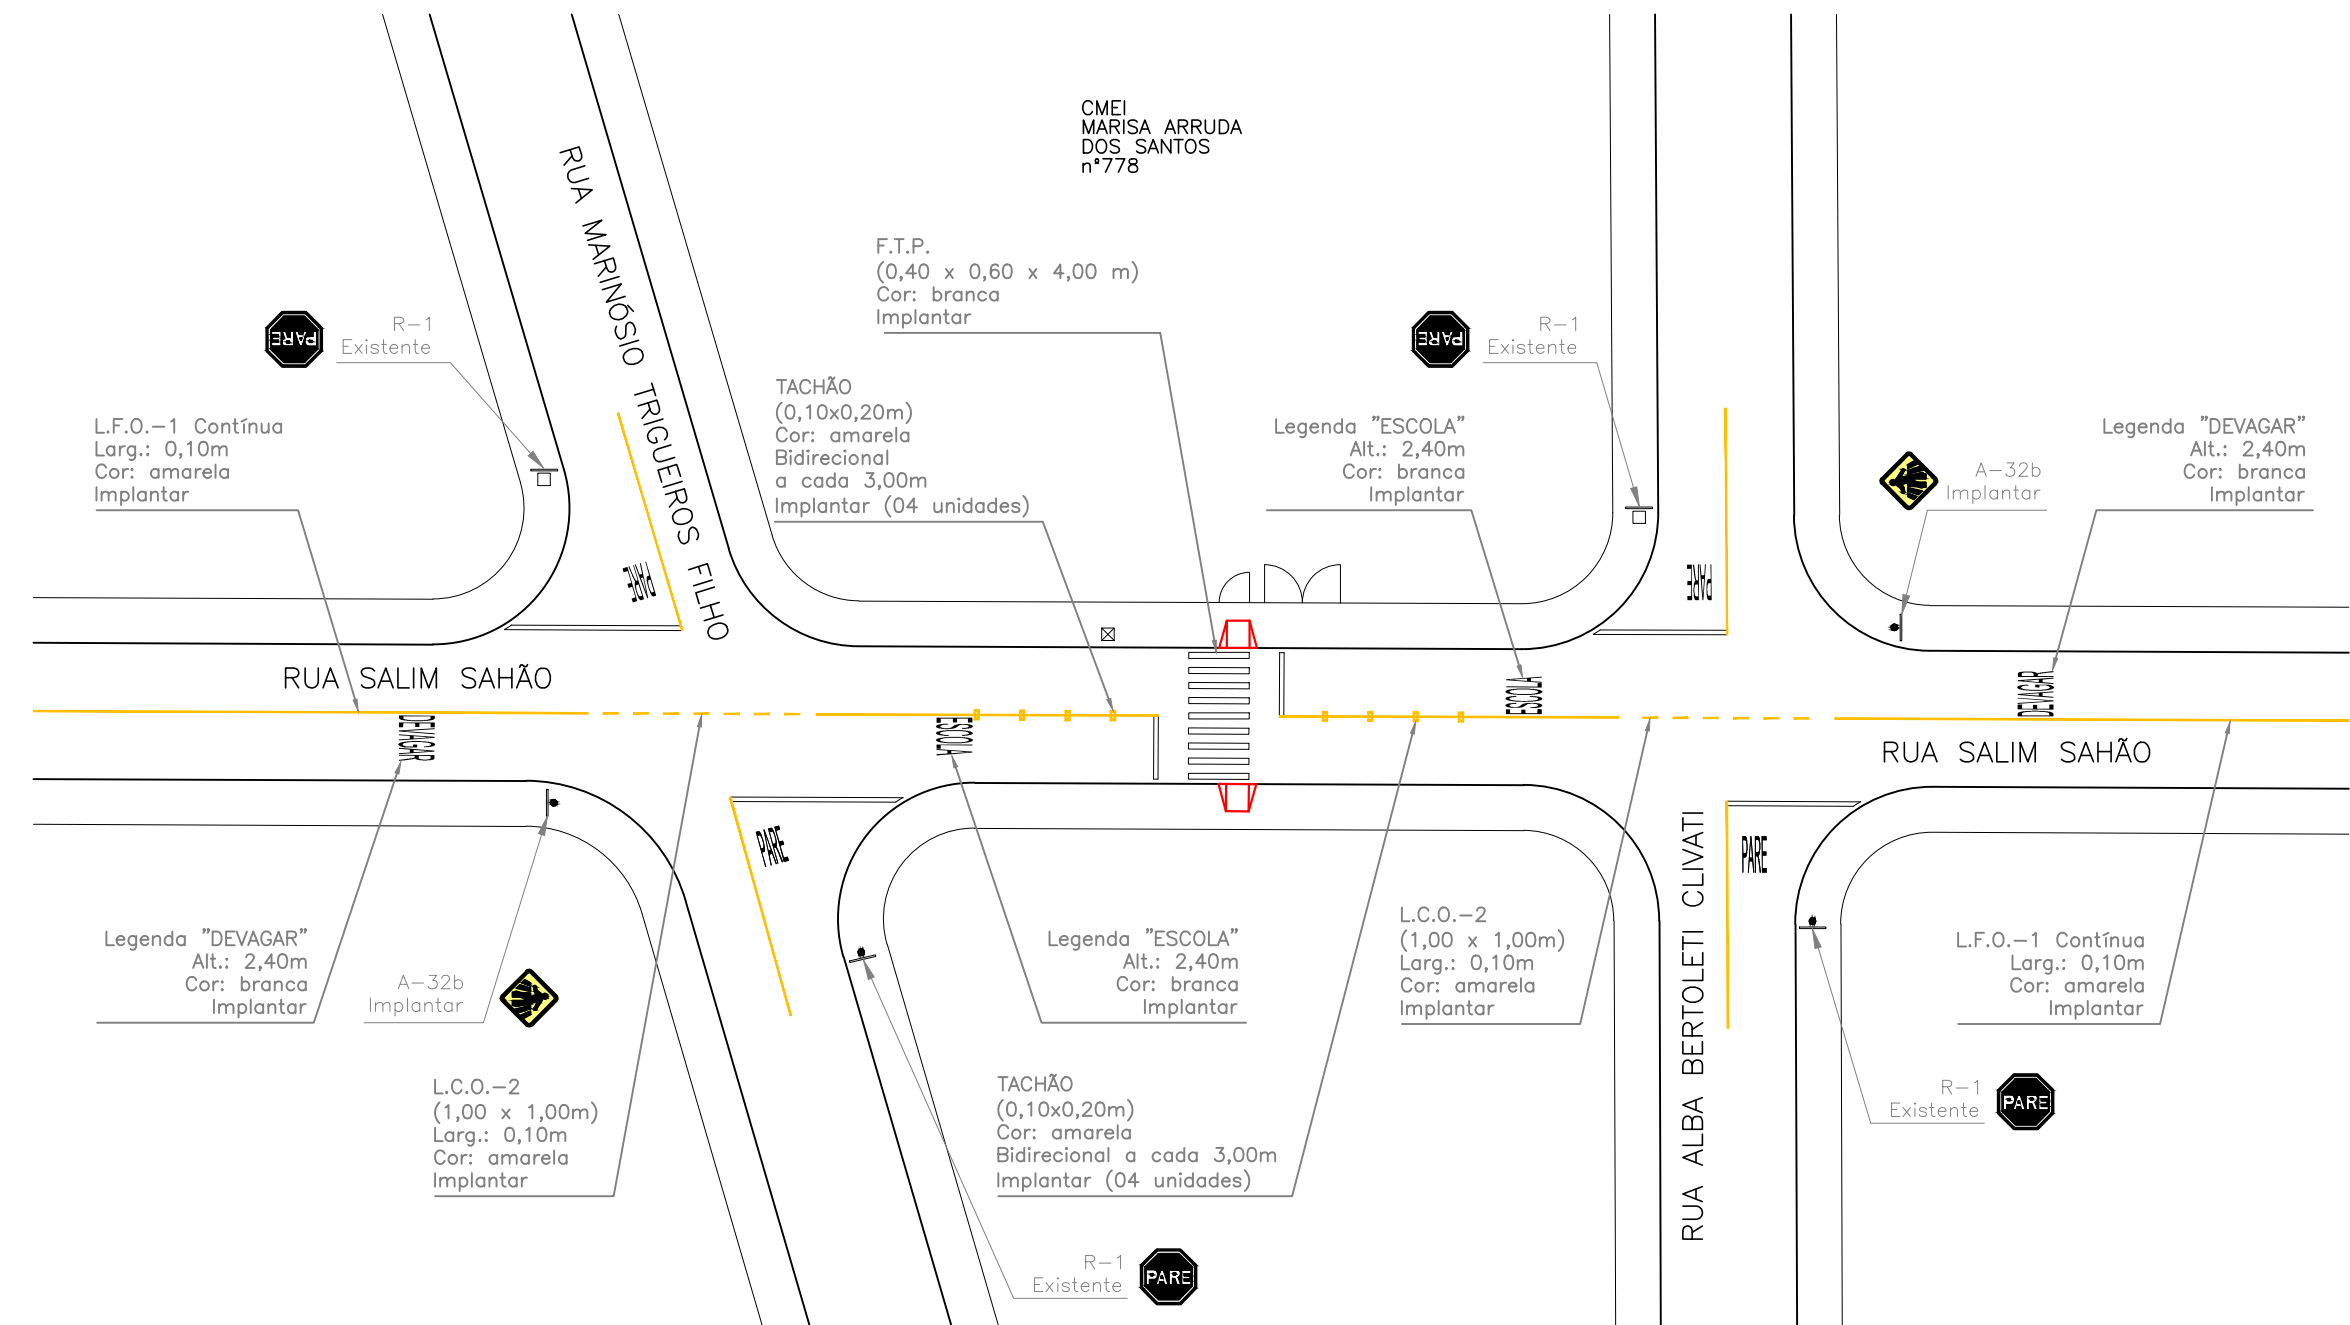 CMEI
MARISA ARRUDA
DOS SANTOS
nº778
RUA MARINÓSIO TRIGUEIROS FILHO
F.T.P.
(0,40 x 0,60 x 4,00 m)
Cor: branca
Implantar
PARE
R-1
Existente
PARE
R-1
Existente
TACHÃO
(0,10x0,20m)
Cor: amarela
Bidirecional
a cada 3,00m
Implantar (04 unidades)
L.F.O.-1 Contínua
Larg.: 0,10m
Cor: amarela
Implantar
Legenda "ESCOLA"
Alt.: 2,40m
Cor: branca
Implantar
A-32b
Implantar
Legenda "DEVAGAR"
Alt.: 2,40m
Cor: branca
Implantar
PARE
PARE
RUA SALIM SAHÃO
ESCOLA
DEVAGAR
DEVAGAR
ESCOLA
RUA SALIM SAHÃO
PARE
PARE
RUA ALBA BERTOLETI CLIVATI
Legenda "DEVAGAR"
Alt.: 2,40m
Cor: branca
Implantar
A-32b
Implantar
Legenda "ESCOLA"
Alt.: 2,40m
Cor: branca
Implantar
L.C.O.-2
(1,00 x 1,00m)
Larg.: 0,10m
Cor: amarela
Implantar
L.F.O.-1 Contínua
Larg.: 0,10m
Cor: amarela
Implantar
L.C.O.-2
(1,00 x 1,00m)
Larg.: 0,10m
Cor: amarela
Implantar
TACHÃO
(0,10x0,20m)
Cor: amarela
Bidirecional a cada 3,00m
Implantar (04 unidades)
R-1
Existente
PARE
R-1
Existente
PARE